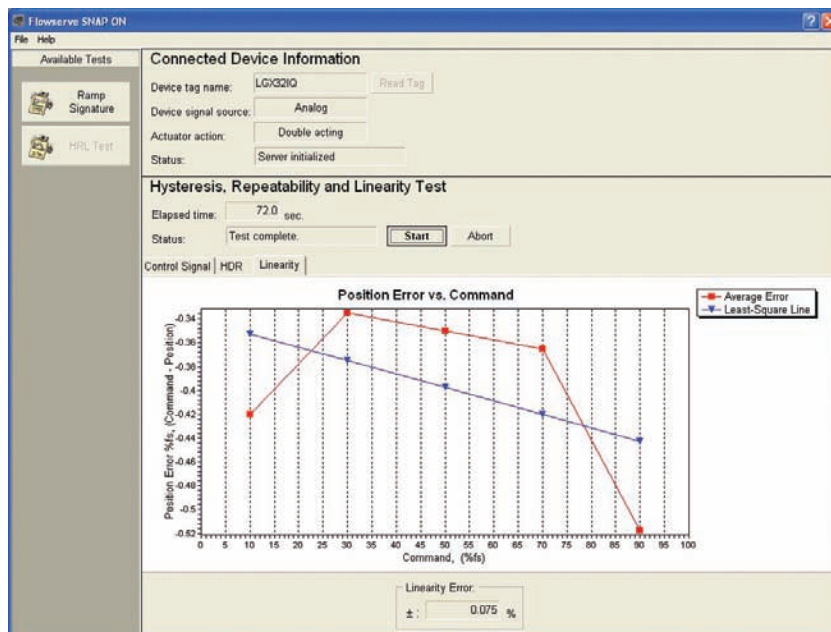 Flowserve SNAP ON
File Help
Available Tests
Ramp
Signature
HRL Test
Connected Device Information
Device tag name: LGX32IQ Read Tag
Device signal source: Analog
Actuator action: Double acting
Status: Server initialized
Hysteresis, Repeatability and Linearity Test
Elapsed time: 72.0 sec.
Status: Test complete. Start Abort
Control Signal HDR Linearity
Position Error vs. Command
Average Error
Least-Square Line
Position Error %fs, (Command - Position)
-0.34
-0.36
-0.38
-0.4
-0.42
-0.44
-0.46
-0.48
-0.5
-0.52
0 5 10 15 20 25 30 35 40 45 50 55 60 65 70 75 80 85 90 95 100
Command, (%fs)
Linearity Error:
± : 0.075 %